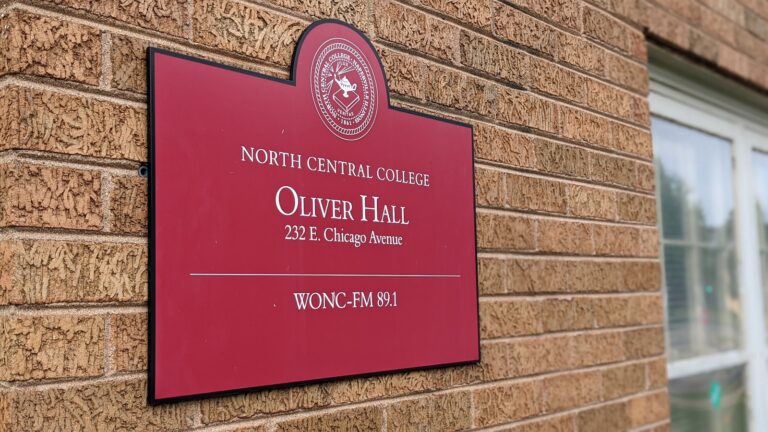 NORTH CENTRAL COLLEGE
OLIVER HALL
232 E. Chicago Avenue
WONC-FM 89.1